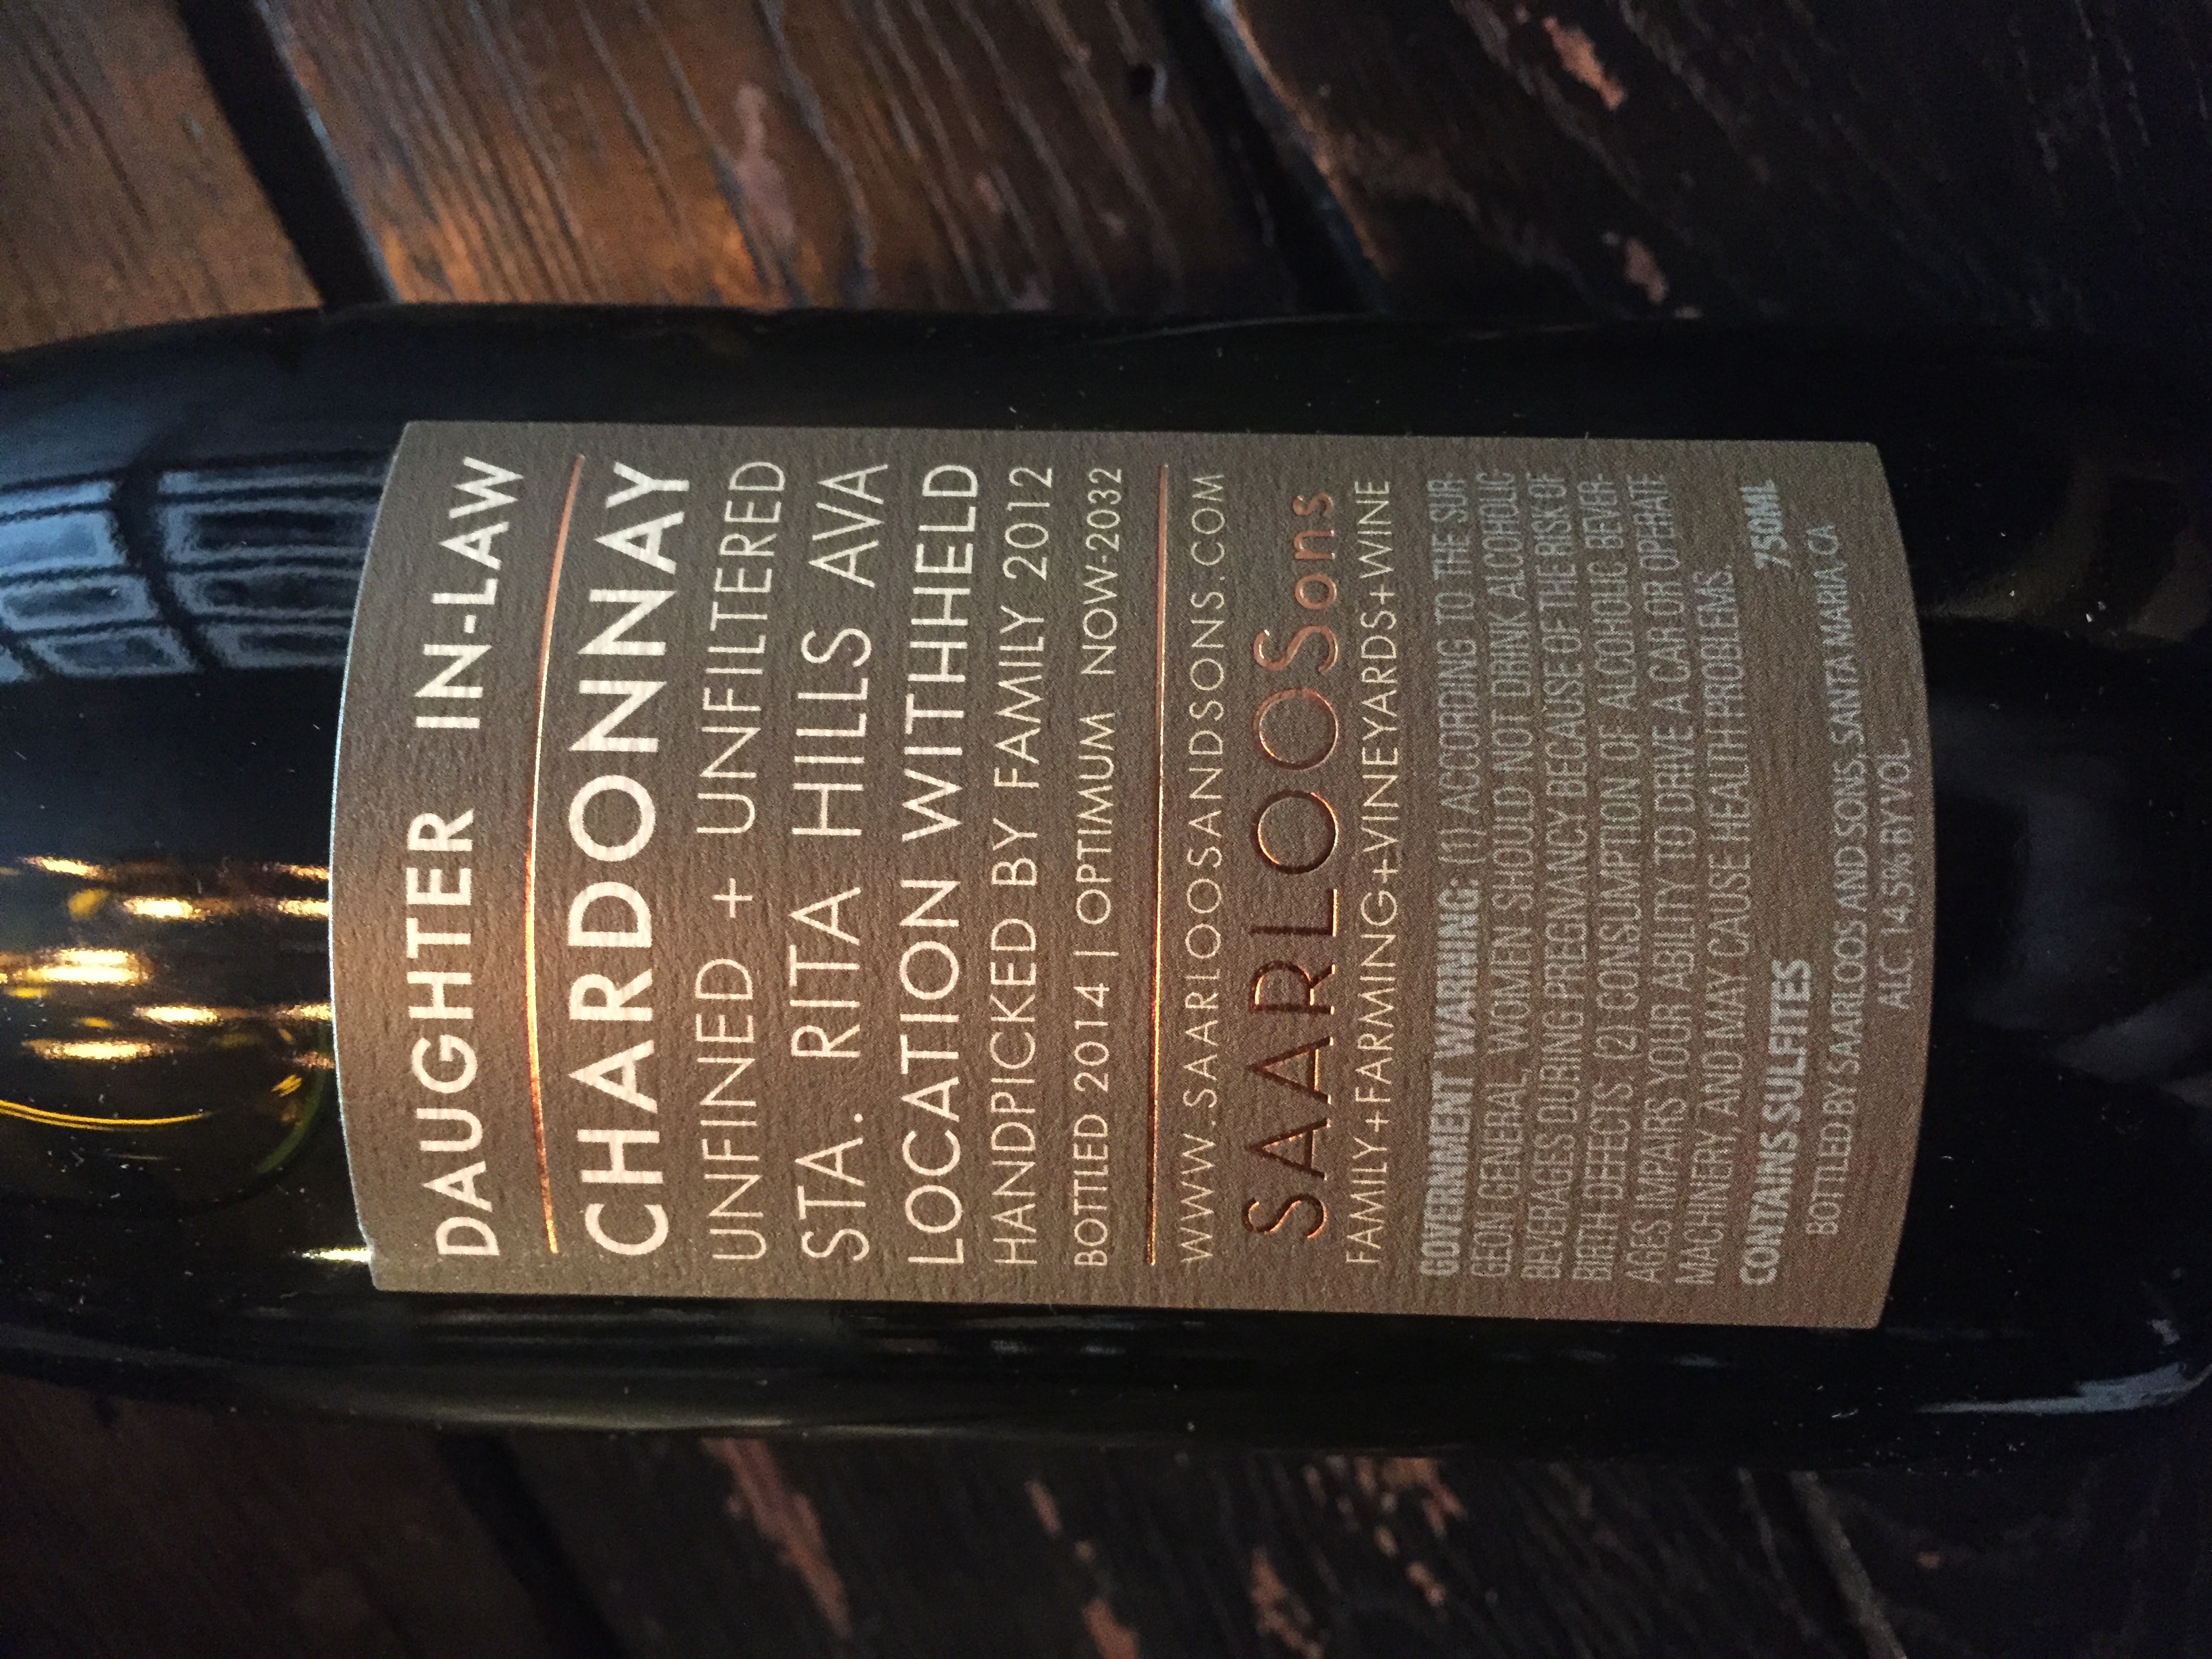 DAUGHTER IN-LAW
CHARDONNAY
UNFINED + UNFILTERED
STA. RITA HILLS AVA
LOCATION WITHHELD
HANDPICKED BY FAMILY 2012
BOTTLED 2014 | OPTIMUM NOW-2032
WWW.SAARLOOSANDSONS.COM
SAARLOOSons
FAMILY+FARMING+VINEYARDS+WINE
GOVERNMENT WARNING: (1) ACCORDING TO THE SUR-
GEON GENERAL, WOMEN SHOULD NOT DRINK ALCOHOLIC
BEVERAGES DURING PREGNANCY BECAUSE OF THE RISK OF
BIRTH DEFECTS. (2) CONSUMPTION OF ALCOHOLIC BEVER-
AGES IMPAIRS YOUR ABILITY TO DRIVE A CAR OR OPERATE
MACHINERY, AND MAY CAUSE HEALTH PROBLEMS.
CONTAINS SULFITES 750ML
BOTTLED BY SAARLOOS AND SONS, SANTA MARIA CA
ALC. 14.5% BY VOL.